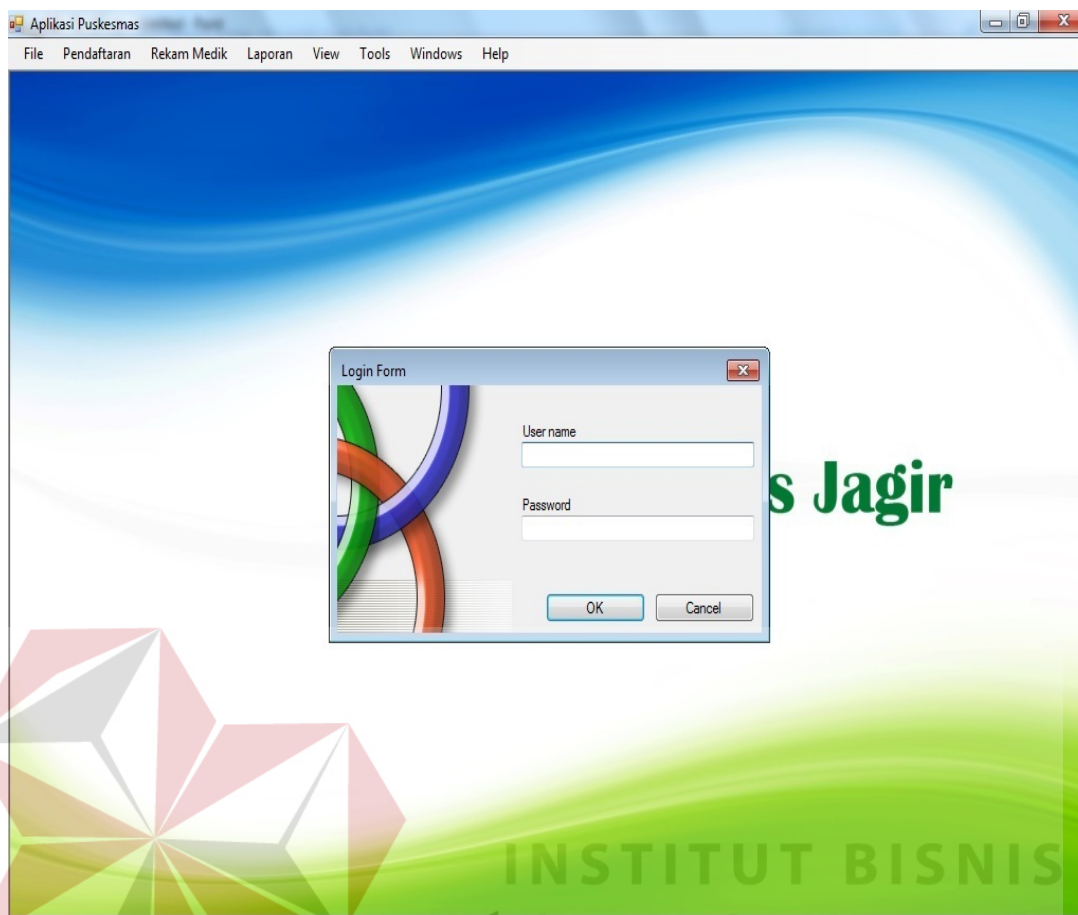 Aplikasi Puskesmas
File Pendaftaran Rekam Medik Laporan View Tools Windows Help
Login Form
User name
Password
s Jagir
OK Cancel
INSTITUT BISNIS